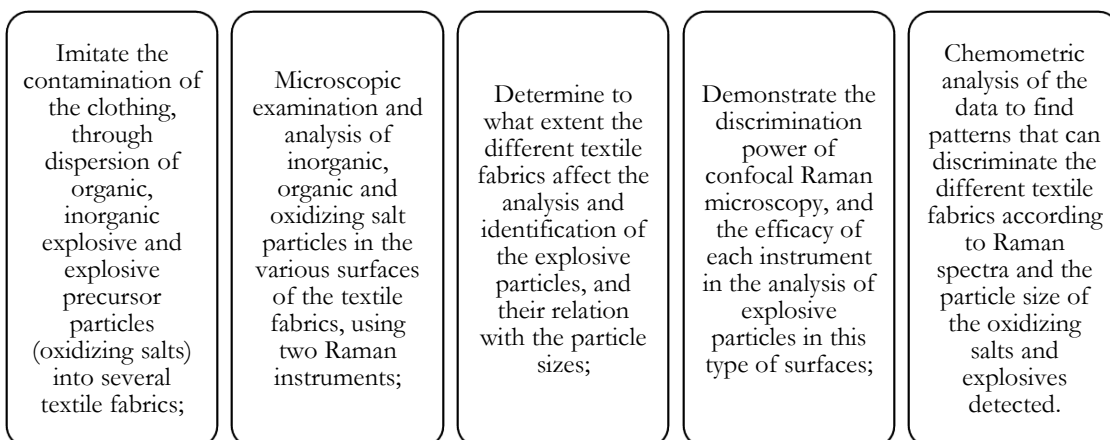 Imitate the
contamination of
the clothing,
through
dispersion of
organic,
inorganic
explosive and
explosive
precursor
particles
(oxidizing salts)
into several
textile fabrics;
Microscopic
examination and
analysis of
inorganic,
organic and
oxidizing salt
particles in the
various surfaces
of the textile
fabrics, using
two Raman
instruments;
Determine to
what extent the
different textile
fabrics affect the
analysis and
identification of
the explosive
particles, and
their relation
with the particle
sizes;
Demonstrate the
discrimination
power of
confocal Raman
microscopy, and
the efficacy of
each instrument
in the analysis of
explosive
particles in this
type of surfaces;
Chemometric
analysis of the
data to find
patterns that can
discriminate the
different textile
fabrics according
to Raman
spectra and the
particle size of
the oxidizing
salts and
explosives
detected.